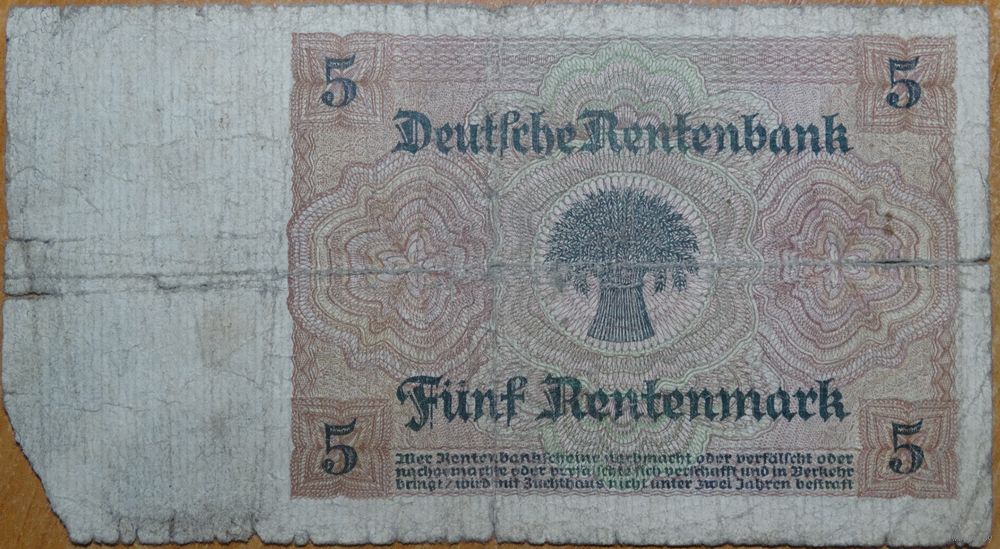 5 5
Deutsche Rentenbank
Fünf Rentenmark
5 5
Wer Rentenbankscheine nachmacht oder verfälscht oder
nachgemachte oder verfälschte sich verschafft und in Verkehr
bringt, wird mit Zuchthaus nicht unter zwei Jahren bestraft